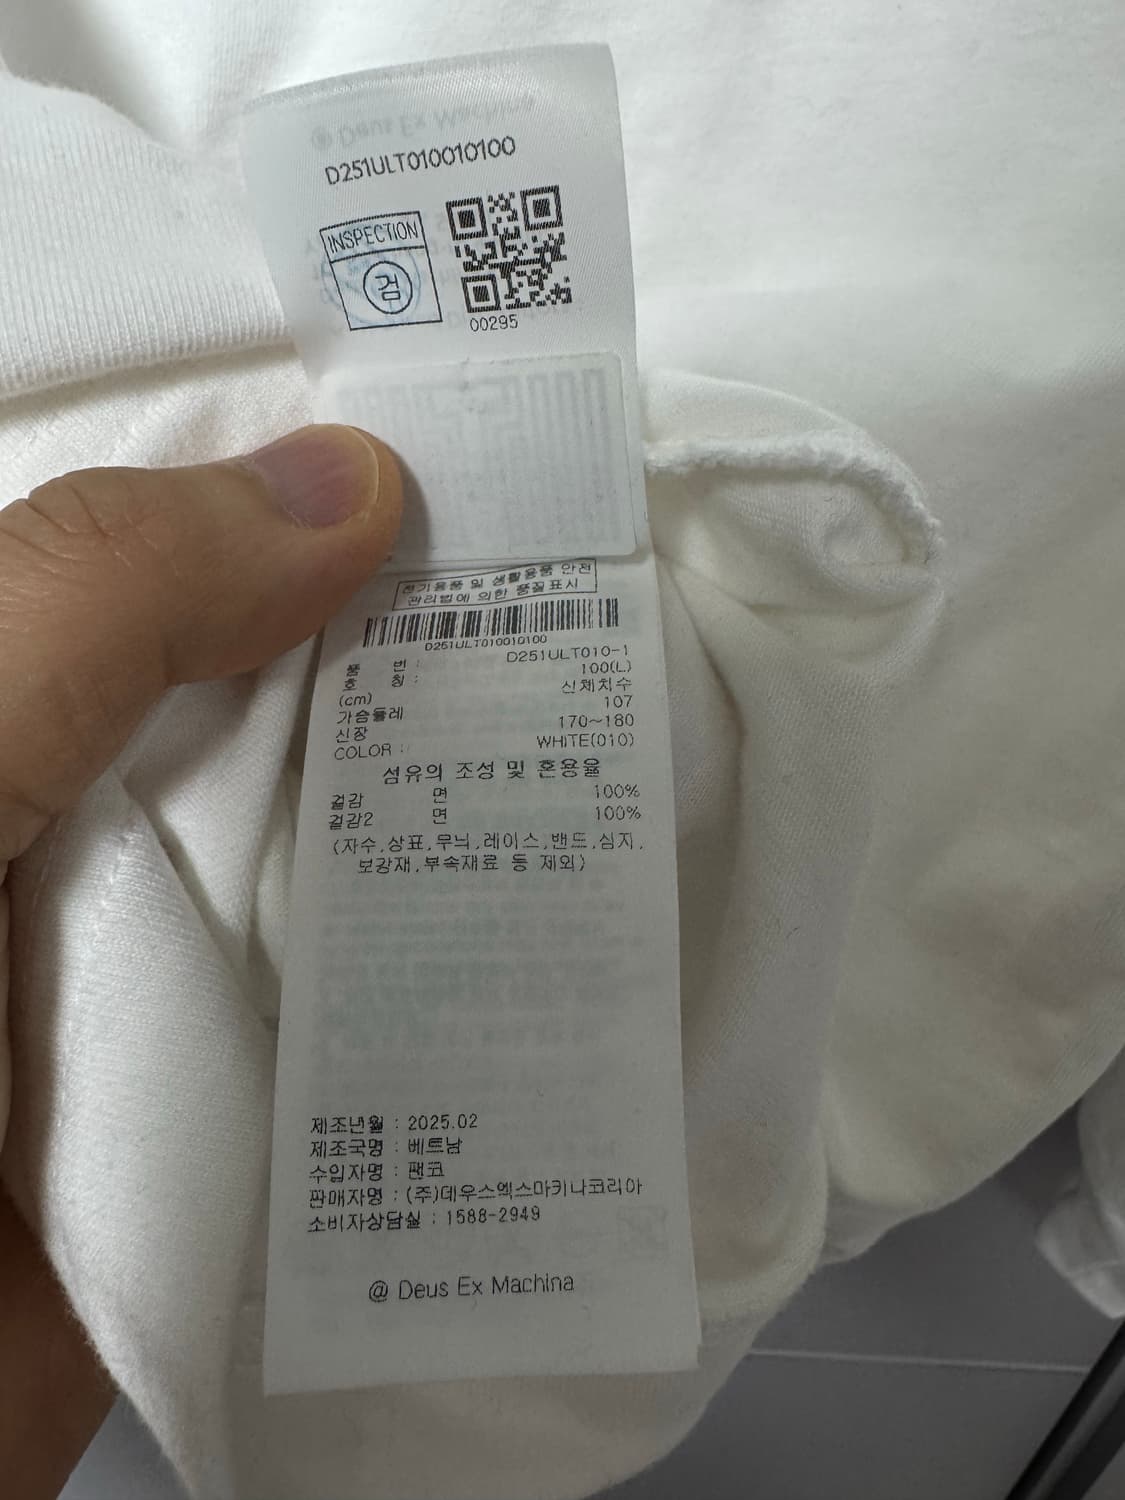 D251ULT010010100
INSPECTION
검
00295
전기용품 및 생활용품 안전
관리법에 의한 품질표시
D251ULT010010100
품 번 : D251ULT010-1
호 칭 : 100(L)
(cm) 신체치수
가슴둘레 107
신장 170~180
COLOR : WHITE(010)
섬유의 조성 및 혼용율
겉감 면 100%
겉감2 면 100%
(자수,상표,무늬,레이스,밴드,심지,
보강재,부속재료 등 제외)
제조년월 : 2025.02
제조국명 : 베트남
수입자명 : 팬코
판매자명 : (주)데우스엑스마키나코리아
소비자상담실 : 1588-2949
@ Deus Ex Machina